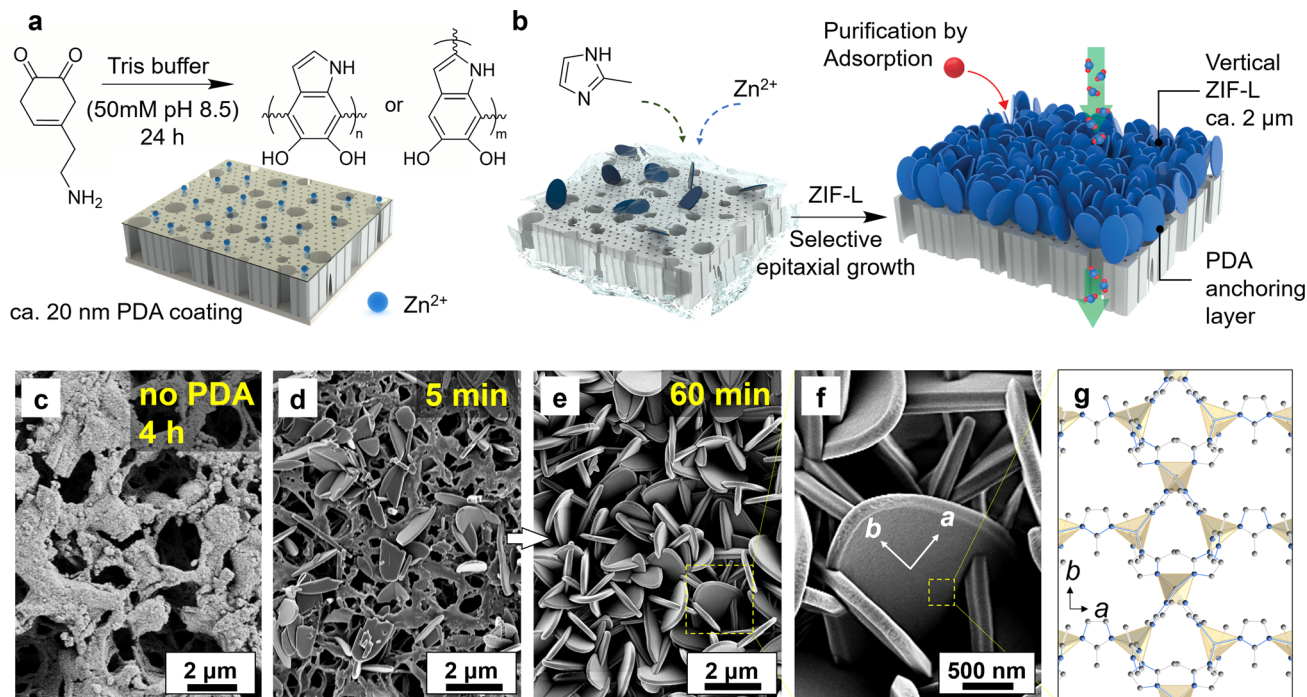 a
O
O
NH₂
Tris buffer
(50mM pH 8.5)
24 h
NH
n
HO
OH
or
NH
m
HO
OH
ca. 20 nm PDA coating
Zn²⁺
b
NH
N
Zn²⁺
ZIF-L
Selective
epitaxial growth
Purification by
Adsorption
Vertical
ZIF-L
ca. 2 µm
PDA
anchoring
layer
c
no PDA
4 h
2 µm
d
5 min
2 µm
e
60 min
2 µm
f
b
a
500 nm
g
b
a